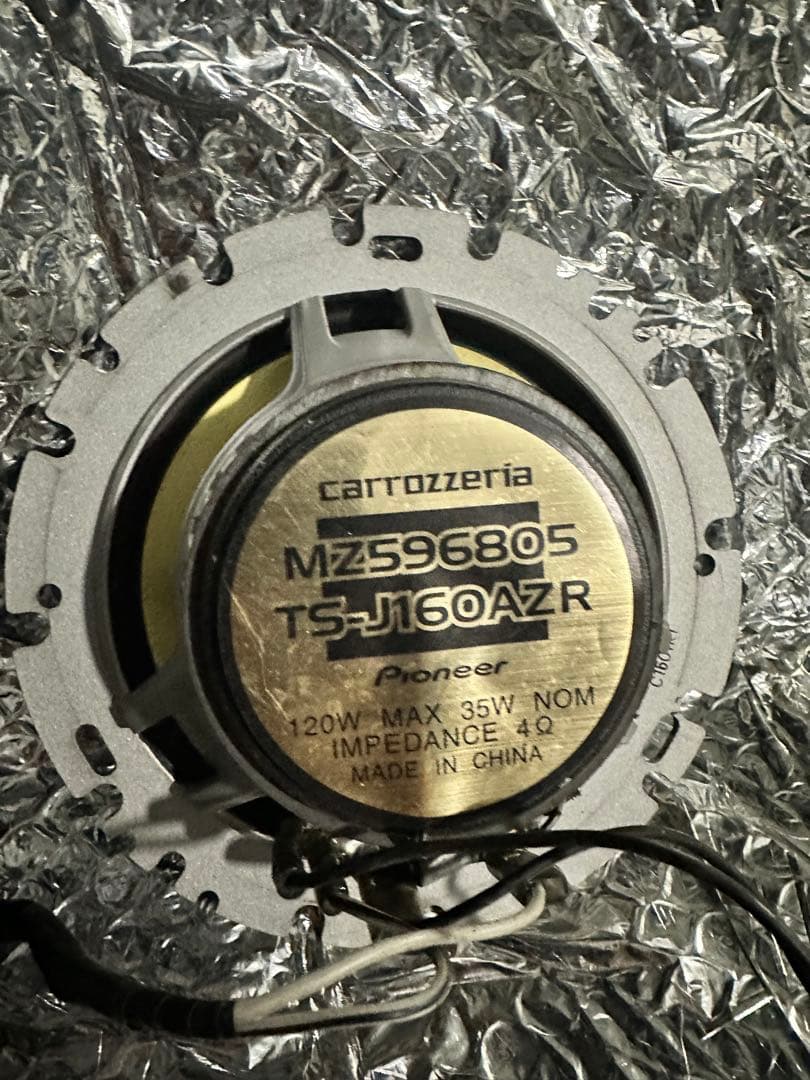 carrozzeria
MZ596805
TS-J160AZR
Pioneer
120W MAX 35W NOM
IMPEDANCE 4Ω
MADE IN CHINA